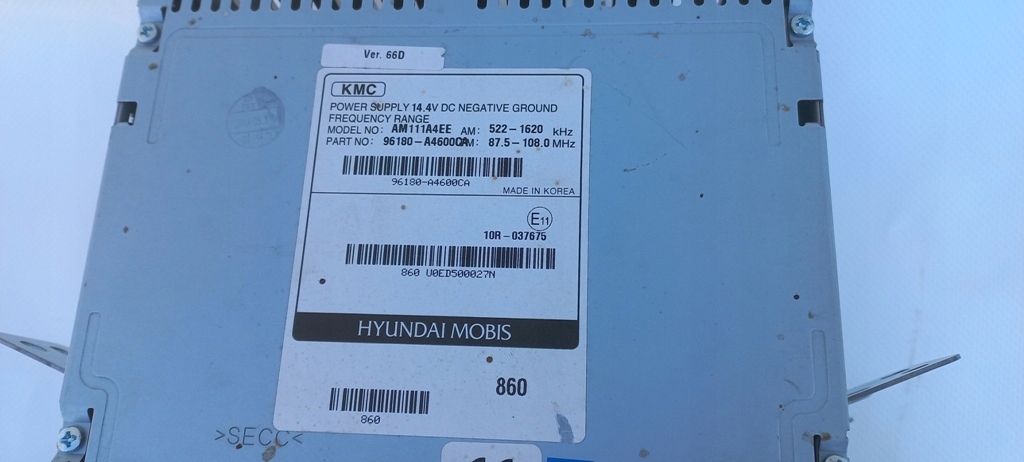 Ver. 66D
KMC
POWER SUPPLY 14.4V DC NEGATIVE GROUND
FREQUENCY RANGE
MODEL NO: AM111A4EE AM: 522-1620 kHz
PART NO: 96180-A4600CA M: 87.5-108.0 MHz
96180-A4600CA
MADE IN KOREA
E11
10R-037675
860 U0ED500027N
HYUNDAI MOBIS
860
860
>SECC<